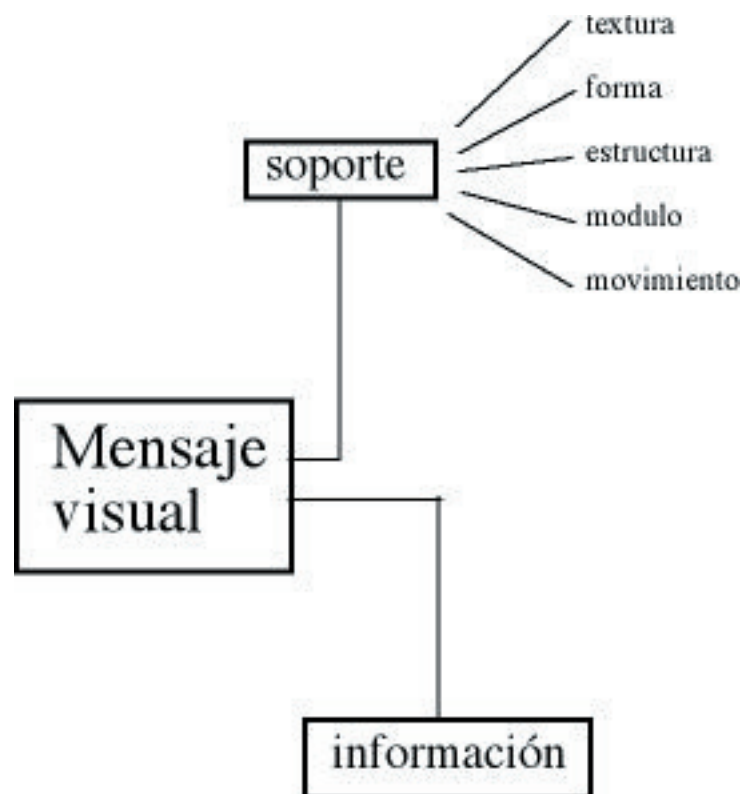 textura
forma
soporte
estructura
modulo
movimiento
Mensaje
visual
información